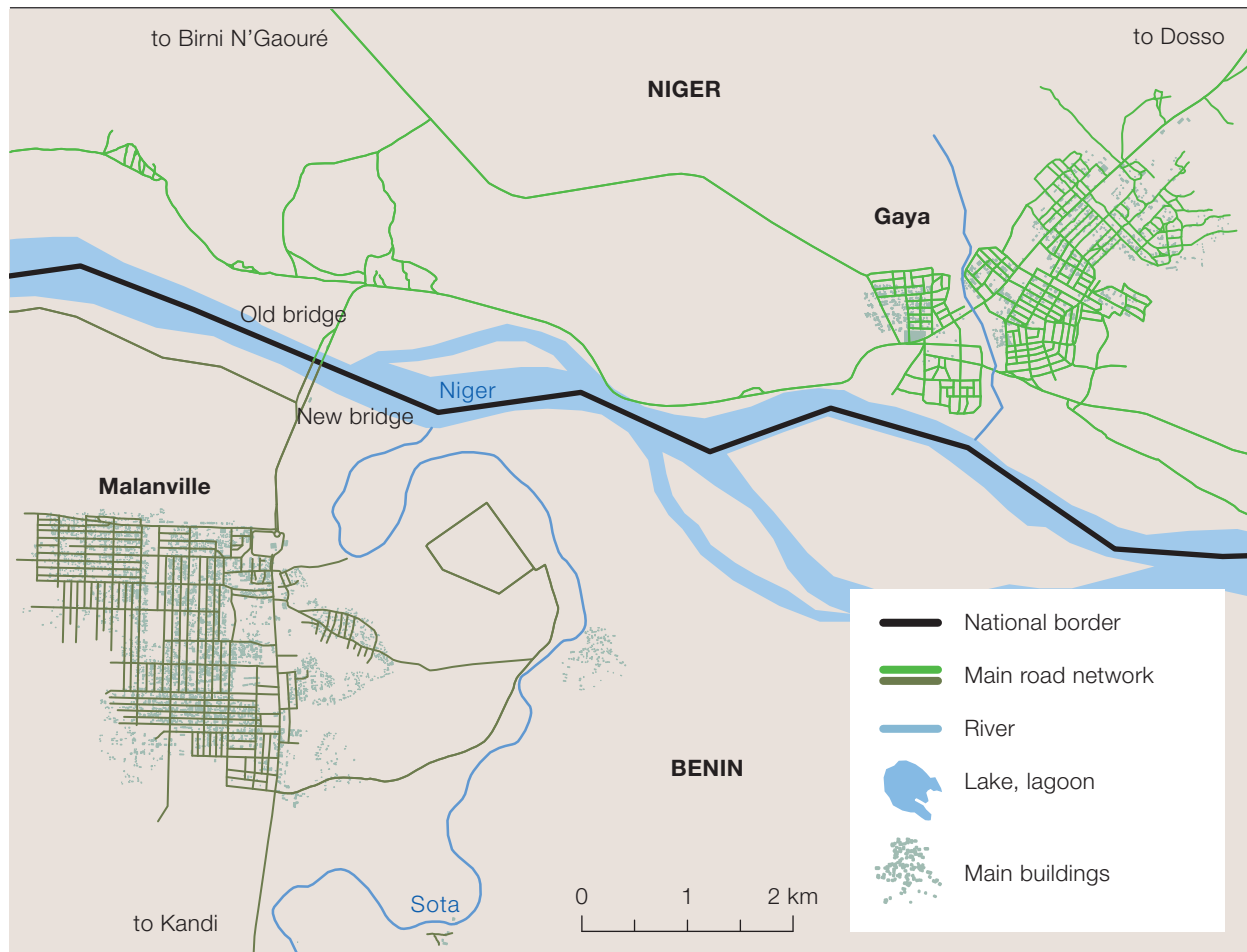 to Birni N’Gaouré
to Dosso
NIGER
Gaya
Old bridge
Niger
New bridge
Malanville
National border
Main road network
River
BENIN
Lake, lagoon
Main buildings
0 1 2 km
Sota
to Kandi